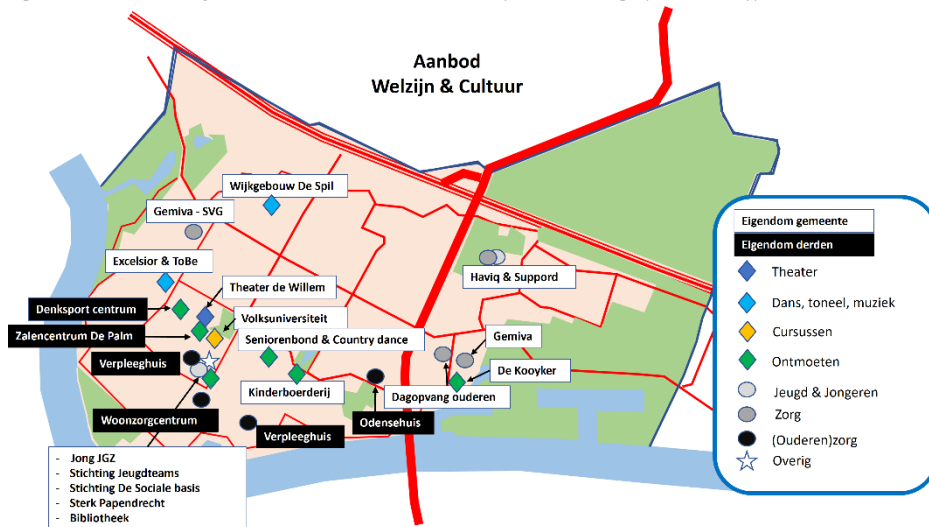 Aanbod
Welzijn & Cultuur
Wijkgebouw De Spil
Gemiva - SVG
Excelsior & ToBe
Theater de Willem
Denksport centrum
Volksuniversiteit
Zalencentrum De Palm
Seniorenbond & Country dance
Verpleeghuis
Kinderboerderij
Woonzorgcentrum
Verpleeghuis
Odensehuis
Haviq & Suppord
Gemiva
De Kooyker
Dagopvang ouderen
- Jong JGZ
- Stichting Jeugdteams
- Stichting De Sociale basis
- Sterk Papendrecht
- Bibliotheek
Eigendom gemeente
Eigendom derden
Theater
Dans, toneel, muziek
Cursussen
Ontmoeten
Jeugd & Jongeren
Zorg
(Ouderen)zorg
Overig